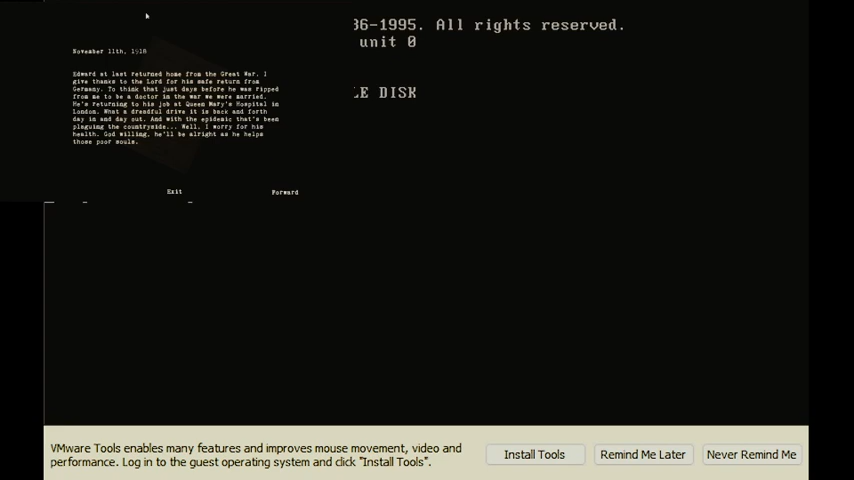 36-1995. All rights reserved.
unit 0
LE DISK
November 11th, 1918
Edward at last returned home from the Great War. I
give thanks to the Lord for his safe return from
Germany. To think that just days before he was ripped
from me to be a doctor in the war we were married.
He's returning to his job at Queen Mary's Hospital in
London. What a dreadful drive it is back and forth
day in and day out. And with the epidemic that's been
plaguing the countryside... Well, I worry for his
health. God willing, he'll be alright as he helps
those poor souls.
Exit
Forward
VMware Tools enables many features and improves mouse movement, video and
performance. Log in to the guest operating system and click "Install Tools".
Install Tools
Remind Me Later
Never Remind Me